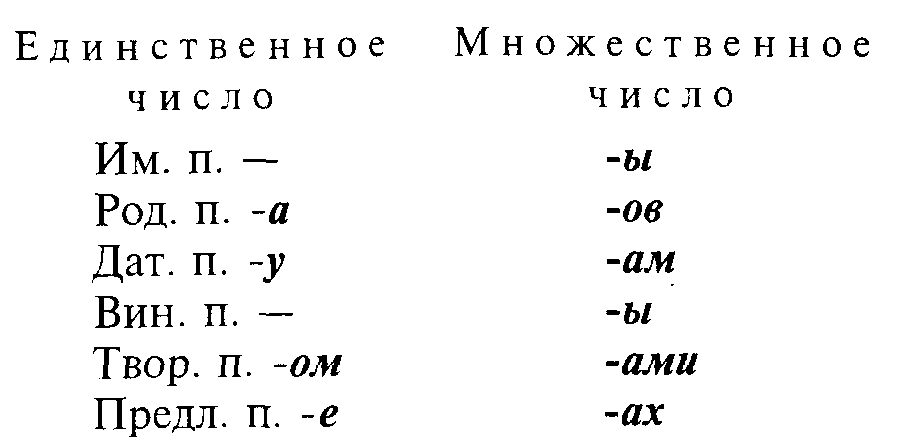 Единственное Множественное
число число
Им. п. — -ы
Род. п. -а -ов
Дат. п. -у -ам
Вин. п. — -ы
Твор. п. -ом -ами
Предл. п. -е -ах